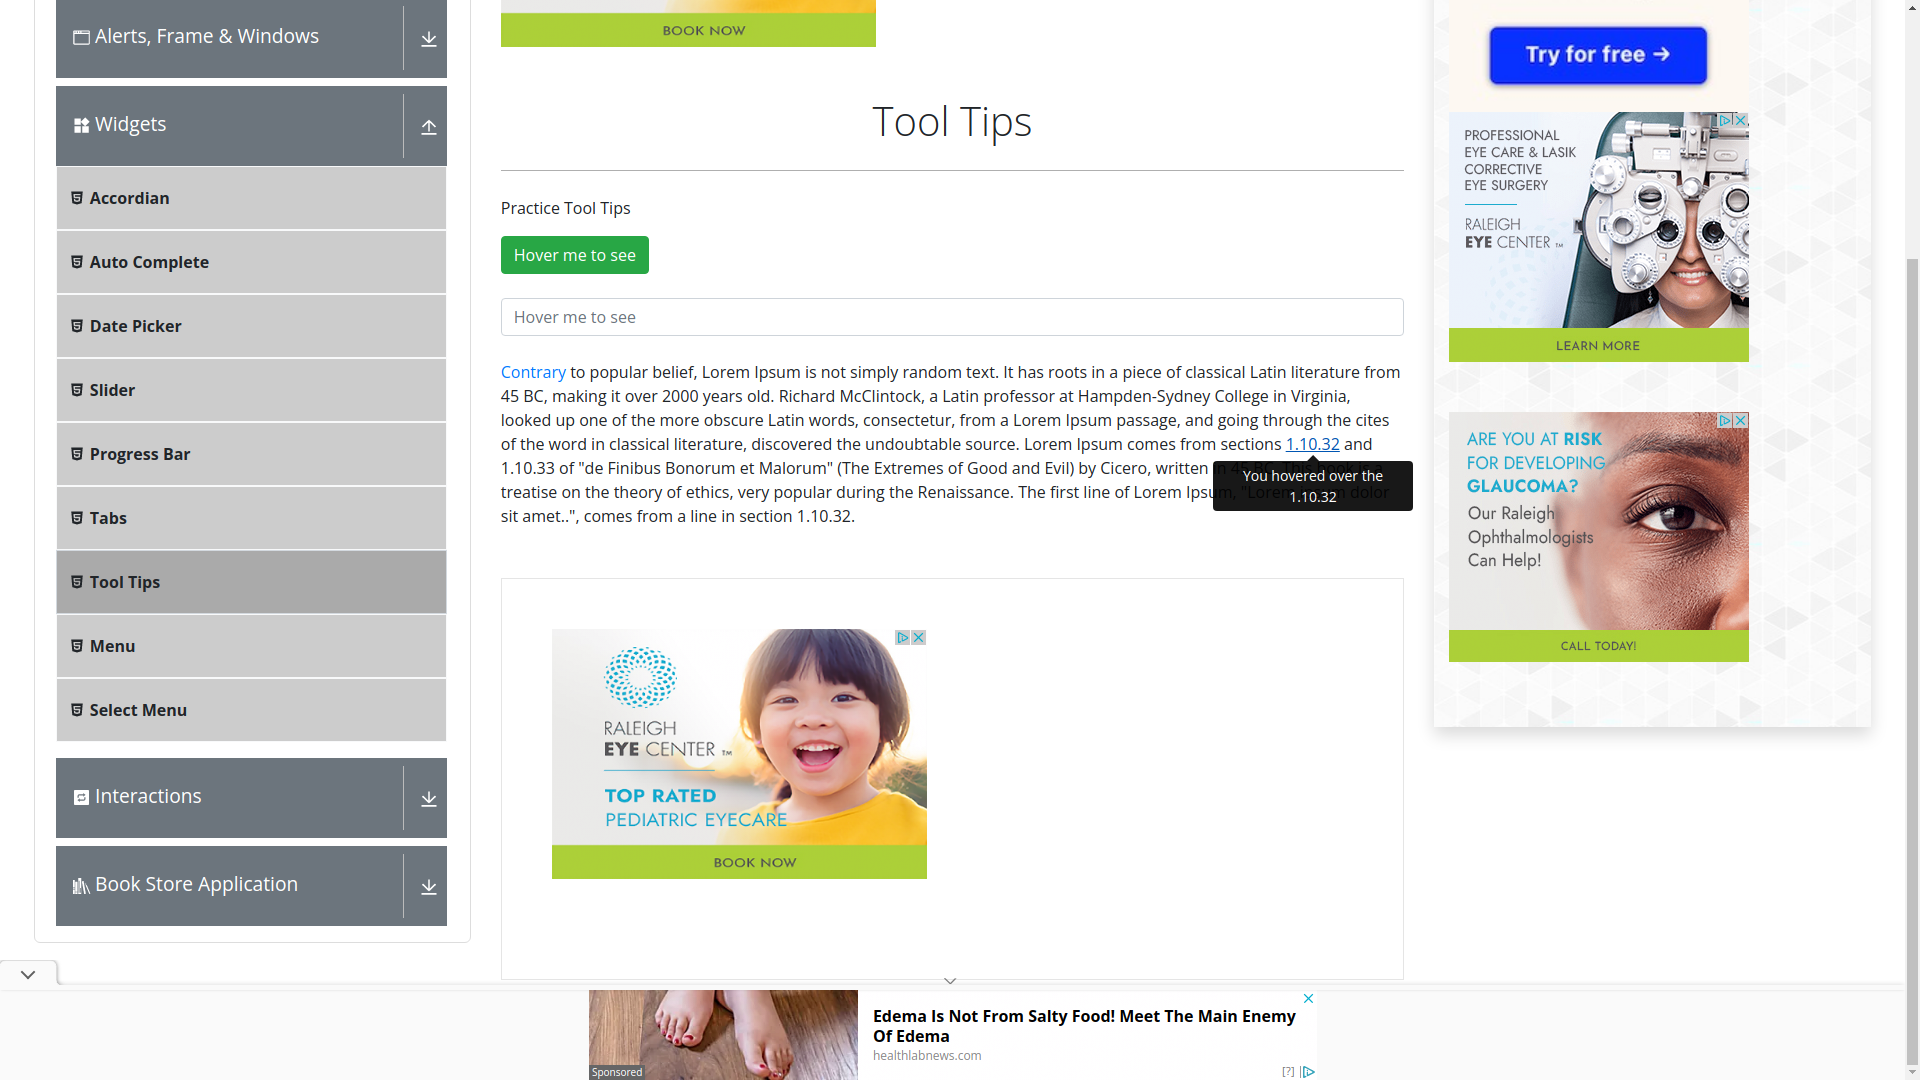 Alerts, Frame & Windows
Widgets
Accordian
Auto Complete
Date Picker
Slider
Progress Bar
Tabs
Tool Tips
Menu
Select Menu
Interactions
Book Store Application
BOOK NOW
Tool Tips
Practice Tool Tips
Hover me to see
Hover me to see
Contrary to popular belief, Lorem Ipsum is not simply random text. It has roots in a piece of classical Latin literature from
45 BC, making it over 2000 years old. Richard McClintock, a Latin professor at Hampden-Sydney College in Virginia,
looked up one of the more obscure Latin words, consectetur, from a Lorem Ipsum passage, and going through the cites
of the word in classical literature, discovered the undoubtable source. Lorem Ipsum comes from sections 1.10.32 and
1.10.33 of "de Finibus Bonorum et Malorum" (The Extremes of Good and Evil) by Cicero, written in 45 BC. This book is a
treatise on the theory of ethics, very popular during the Renaissance. The first line of Lorem Ipsum, "Lorem ipsum dolor
sit amet..", comes from a line in section 1.10.32.
You hovered over the
1.10.32
RALEIGH
EYE CENTER TM
TOP RATED
PEDIATRIC EYECARE
BOOK NOW
Try for free →
PROFESSIONAL
EYE CARE & LASIK
CORRECTIVE
EYE SURGERY
RALEIGH
EYE CENTER TM
LEARN MORE
ARE YOU AT RISK
FOR DEVELOPING
GLAUCOMA?
Our Raleigh
Ophthalmologists
Can Help!
CALL TODAY!
Edema Is Not From Salty Food! Meet The Main Enemy
Of Edema
healthlabnews.com
Sponsored
[?]